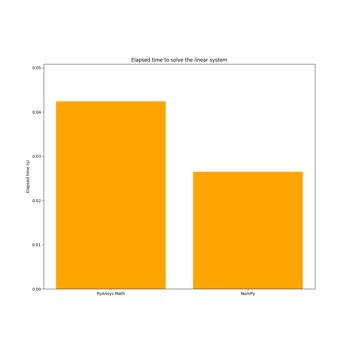 Elapsed time to solve the linear system
0.05
0.04
0.03
0.02
0.01
0.00
Elapsed time (s)
PyAnsys Math
NumPy